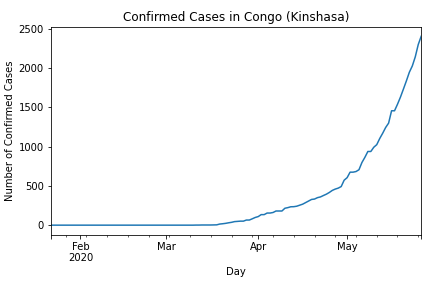 Confirmed Cases in Congo (Kinshasa)
Number of Confirmed Cases
2500
2000
1500
1000
500
0
Feb
2020
Mar
Apr
May
Day